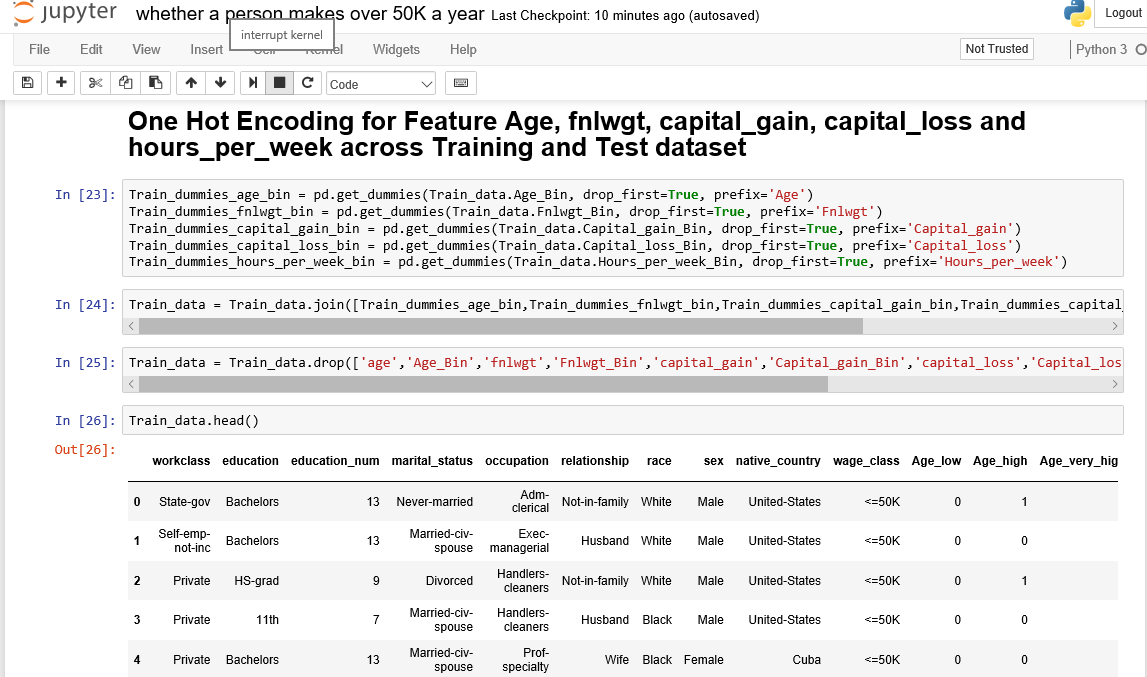 jupyter whether a person makes over 50K a year Last Checkpoint: 10 minutes ago (autosaved)
Logout
interrupt kernel
File Edit View Insert Cell Kernel Widgets Help Not Trusted Python 3
Code
One Hot Encoding for Feature Age, fnlwgt, capital_gain, capital_loss and
hours_per_week across Training and Test dataset
In [23]: Train_dummies_age_bin = pd.get_dummies(Train_data.Age_Bin, drop_first=True, prefix='Age')
Train_dummies_fnlwgt_bin = pd.get_dummies(Train_data.Fnlwgt_Bin, drop_first=True, prefix='Fnlwgt')
Train_dummies_capital_gain_bin = pd.get_dummies(Train_data.Capital_gain_Bin, drop_first=True, prefix='Capital_gain')
Train_dummies_capital_loss_bin = pd.get_dummies(Train_data.Capital_loss_Bin, drop_first=True, prefix='Capital_loss')
Train_dummies_hours_per_week_bin = pd.get_dummies(Train_data.Hours_per_week_Bin, drop_first=True, prefix='Hours_per_week')
In [24]: Train_data = Train_data.join([Train_dummies_age_bin,Train_dummies_fnlwgt_bin,Train_dummies_capital_gain_bin,Train_dummies_capital_
In [25]: Train_data = Train_data.drop(['age','Age_Bin','fnlwgt','Fnlwgt_Bin','capital_gain','Capital_gain_Bin','capital_loss','Capital_los
In [26]: Train_data.head()
Out[26]:
workclass education education_num marital_status occupation relationship race sex native_country wage_class Age_low Age_high Age_very_hig
0 State-gov Bachelors 13 Never-married Adm-clerical Not-in-family White Male United-States <=50K 0 1
1 Self-emp-not-inc Bachelors 13 Married-civ-spouse Exec-managerial Husband White Male United-States <=50K 0 0
2 Private HS-grad 9 Divorced Handlers-cleaners Not-in-family White Male United-States <=50K 0 1
3 Private 11th 7 Married-civ-spouse Handlers-cleaners Husband Black Male United-States <=50K 0 0
4 Private Bachelors 13 Married-civ-spouse Prof-specialty Wife Black Female Cuba <=50K 0 0